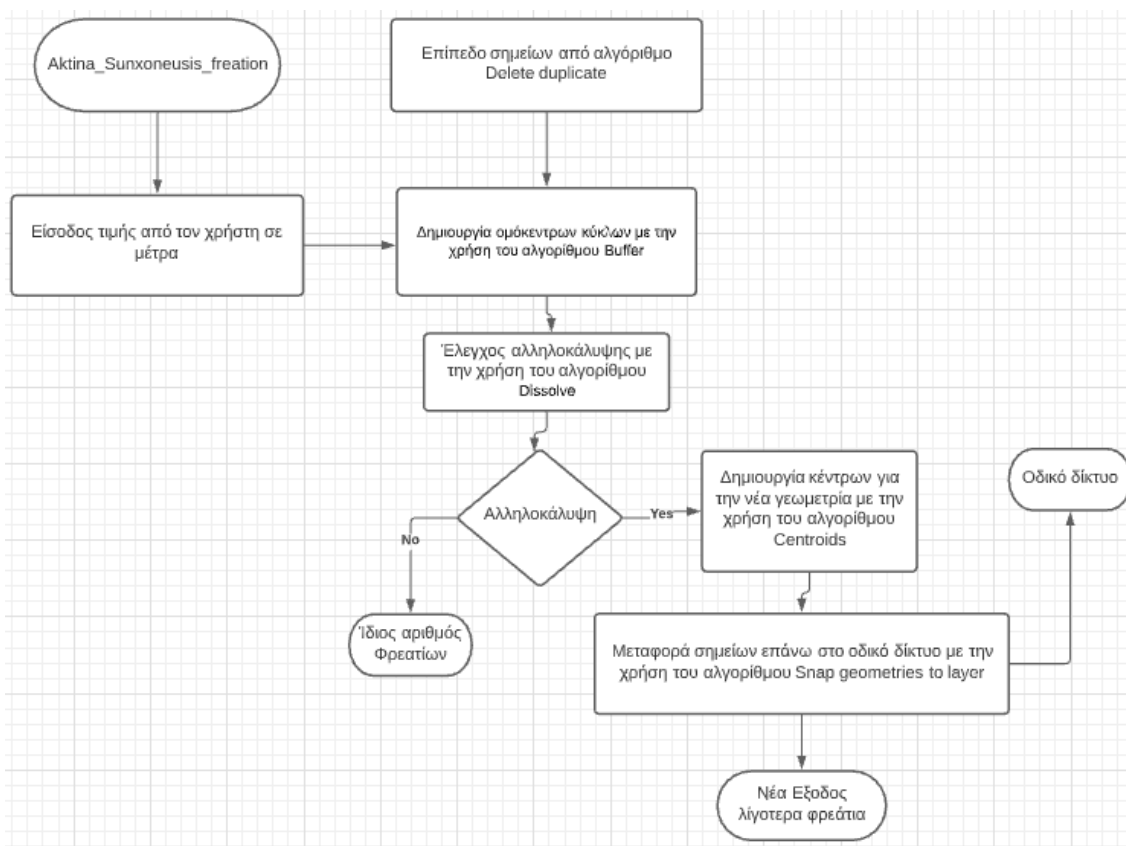 Aktina_Sunxoneusis_freation
Επίπεδο σημείων από αλγόριθμο
Delete duplicate
Είσοδος τιμής από τον χρήστη σε
μέτρα
Δημιουργία ομόκεντρων κύκλων με την
χρήση του αλγορίθμου Buffer
Έλεγχος αλληλοκάλυψης με
την χρήση του αλγορίθμου
Dissolve
Αλληλοκάλυψη
Yes
No
Δημιουργία κέντρων για
την νέα γεωμετρία με την
χρήση του αλγορίθμου
Centroids
Οδικό δίκτυο
Ίδιος αριθμός
Φρεατίων
Μεταφορά σημείων επάνω στο οδικό δίκτυο με την
χρήση του αλγορίθμου Snap geometries to layer
Νέα Εξοδος
λίγοτερα φρεάτια